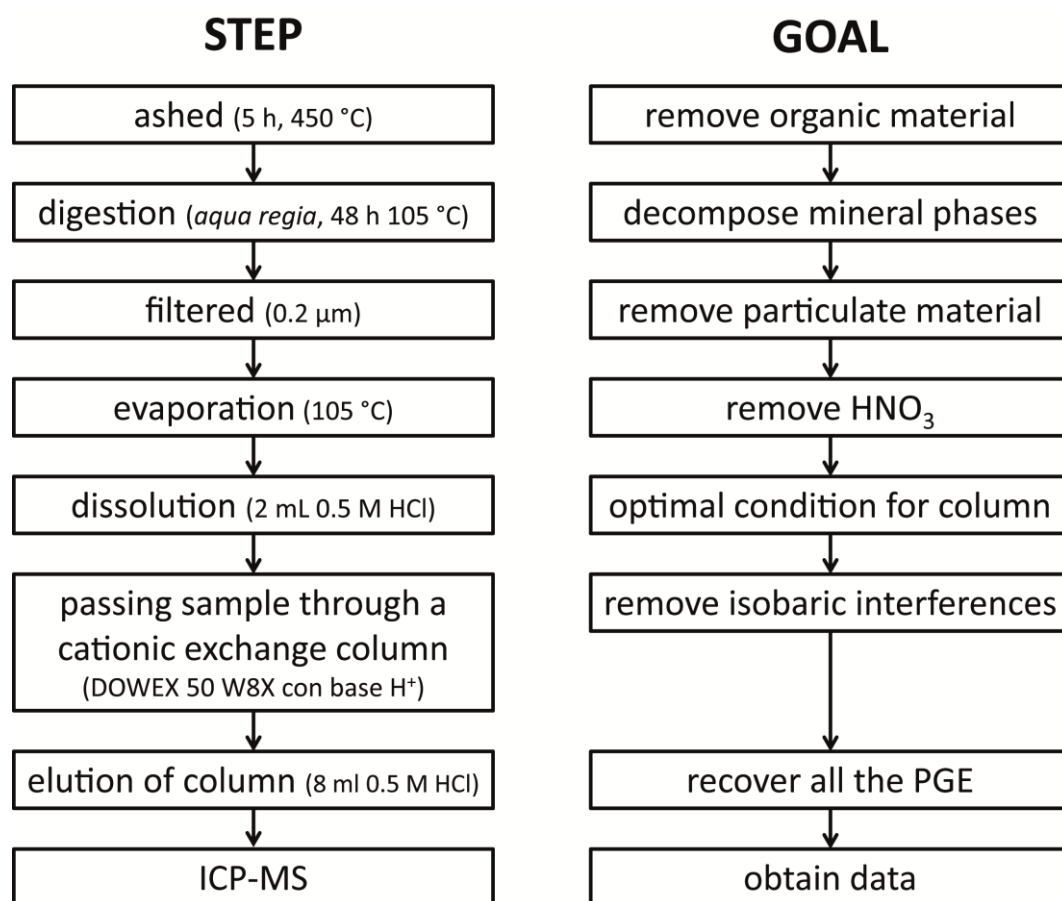 STEP
GOAL
ashed (5 h, 450 °C)
remove organic material
digestion (aqua regia, 48 h 105 °C)
decompose mineral phases
filtered (0.2 µm)
remove particulate material
evaporation (105 °C)
remove HNO₃
dissolution (2 mL 0.5 M HCl)
optimal condition for column
passing sample through a
cationic exchange column
(DOWEX 50 W8X con base H⁺)
remove isobaric interferences
elution of column (8 ml 0.5 M HCl)
recover all the PGE
ICP-MS
obtain data